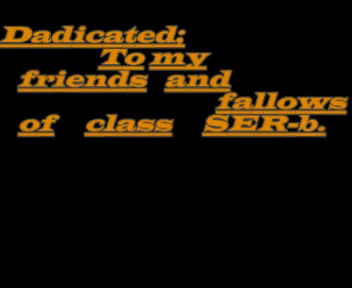 Dadicated;
To my
friends and
fallows
of class SER-b.